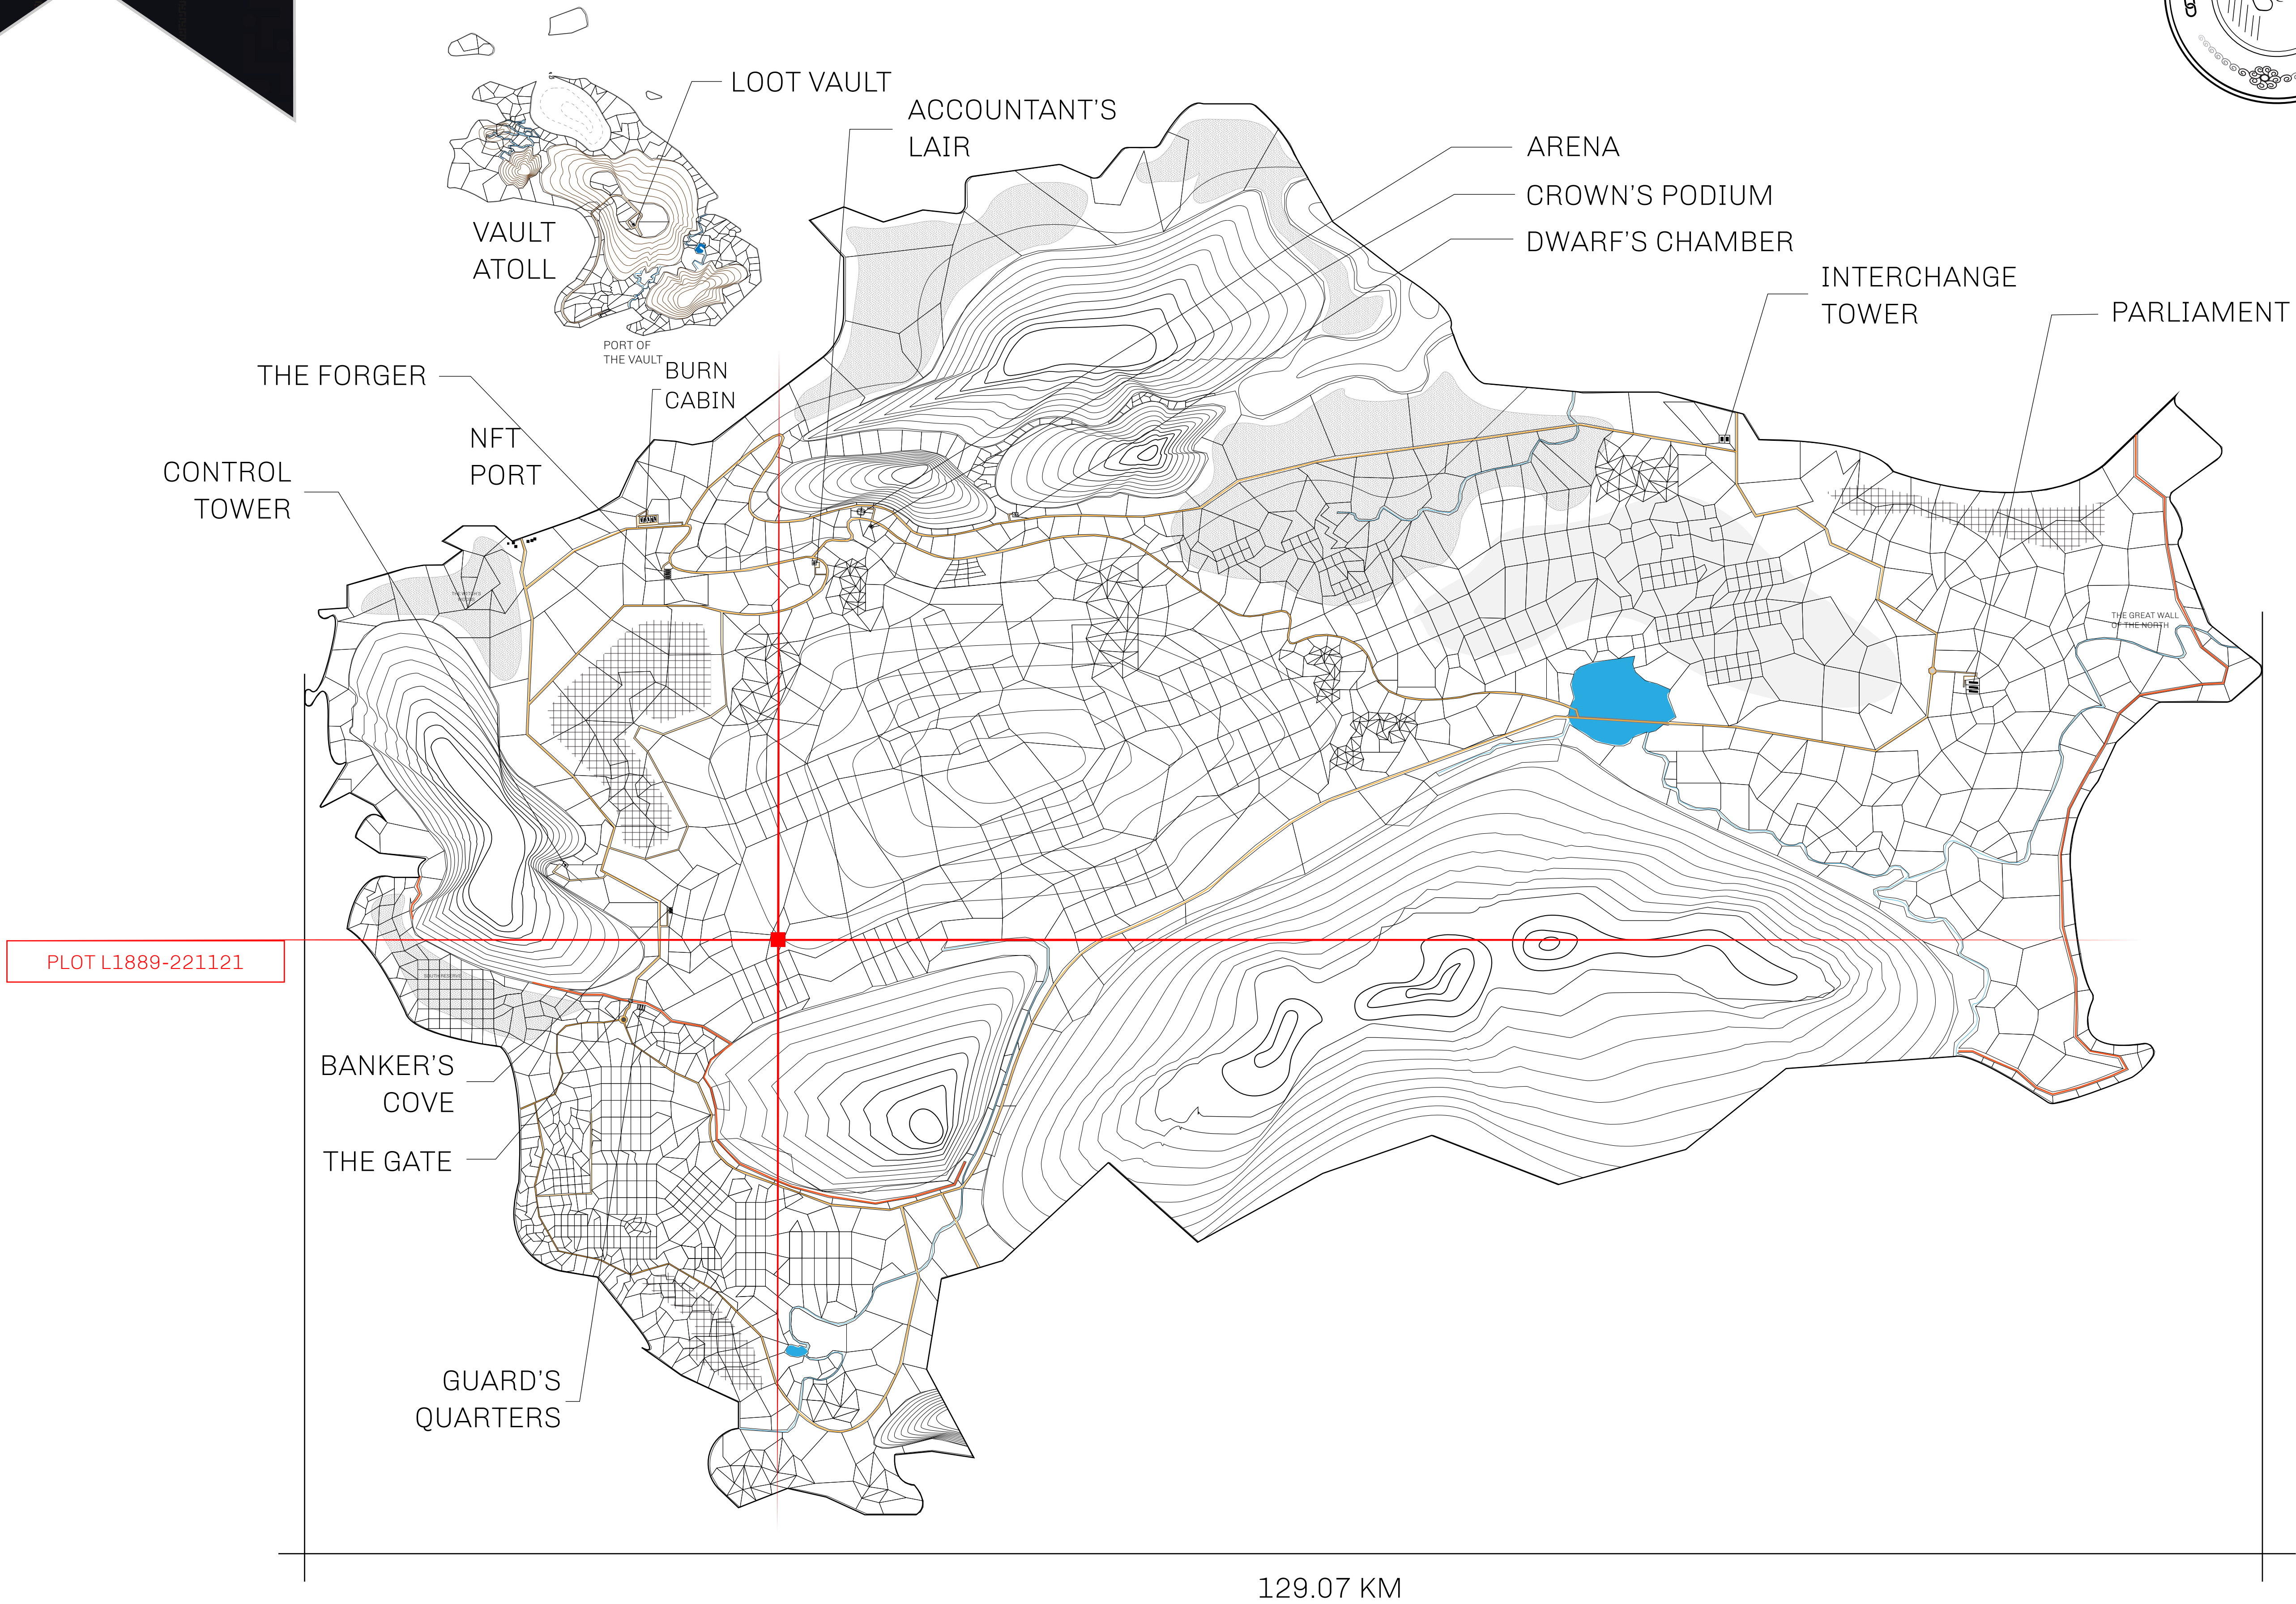 LOOT VAULT
ACCOUNTANT'S
LAIR
ARENA
CROWN'S PODIUM
DWARF'S CHAMBER
VAULT
ATOLL
INTERCHANGE
TOWER
PARLIAMENT
PORT OF
THE VAULT
BURN
CABIN
THE FORGER
NFT
PORT
CONTROL
TOWER
THE GREAT WALL
OF THE NORTH
PLOT L1889-221121
SOUTH RESERVE
BANKER'S
COVE
THE GATE
GUARD'S
QUARTERS
129.07 KM